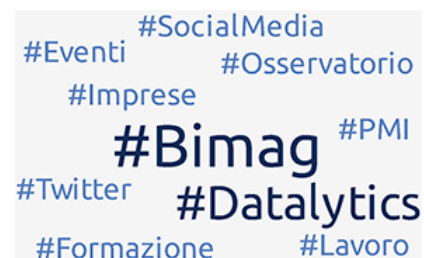 #SocialMedia
#Eventi
#Osservatorio
#Imprese
#Bimag
#PMI
#Twitter
#Datalytics
#Formazione
#Lavoro